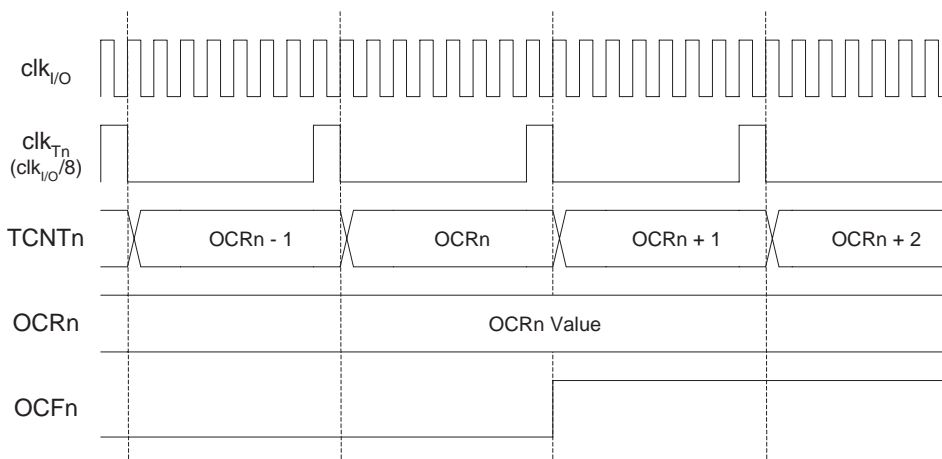 clkI/O
clkTn
(clkI/O/8)
TCNTn
OCRn - 1
OCRn
OCRn + 1
OCRn + 2
OCRn
OCRn Value
OCFn